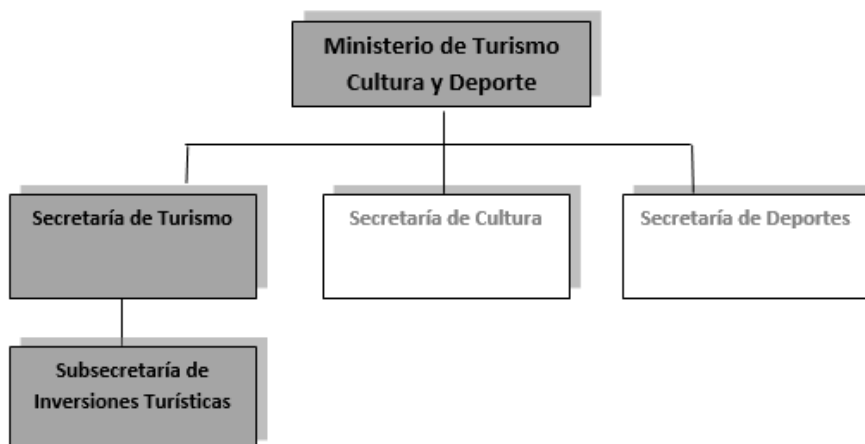 Ministerio de Turismo
Cultura y Deporte
Secretaría de Turismo
Secretaría de Cultura
Secretaría de Deportes
Subsecretaría de
Inversiones Turísticas